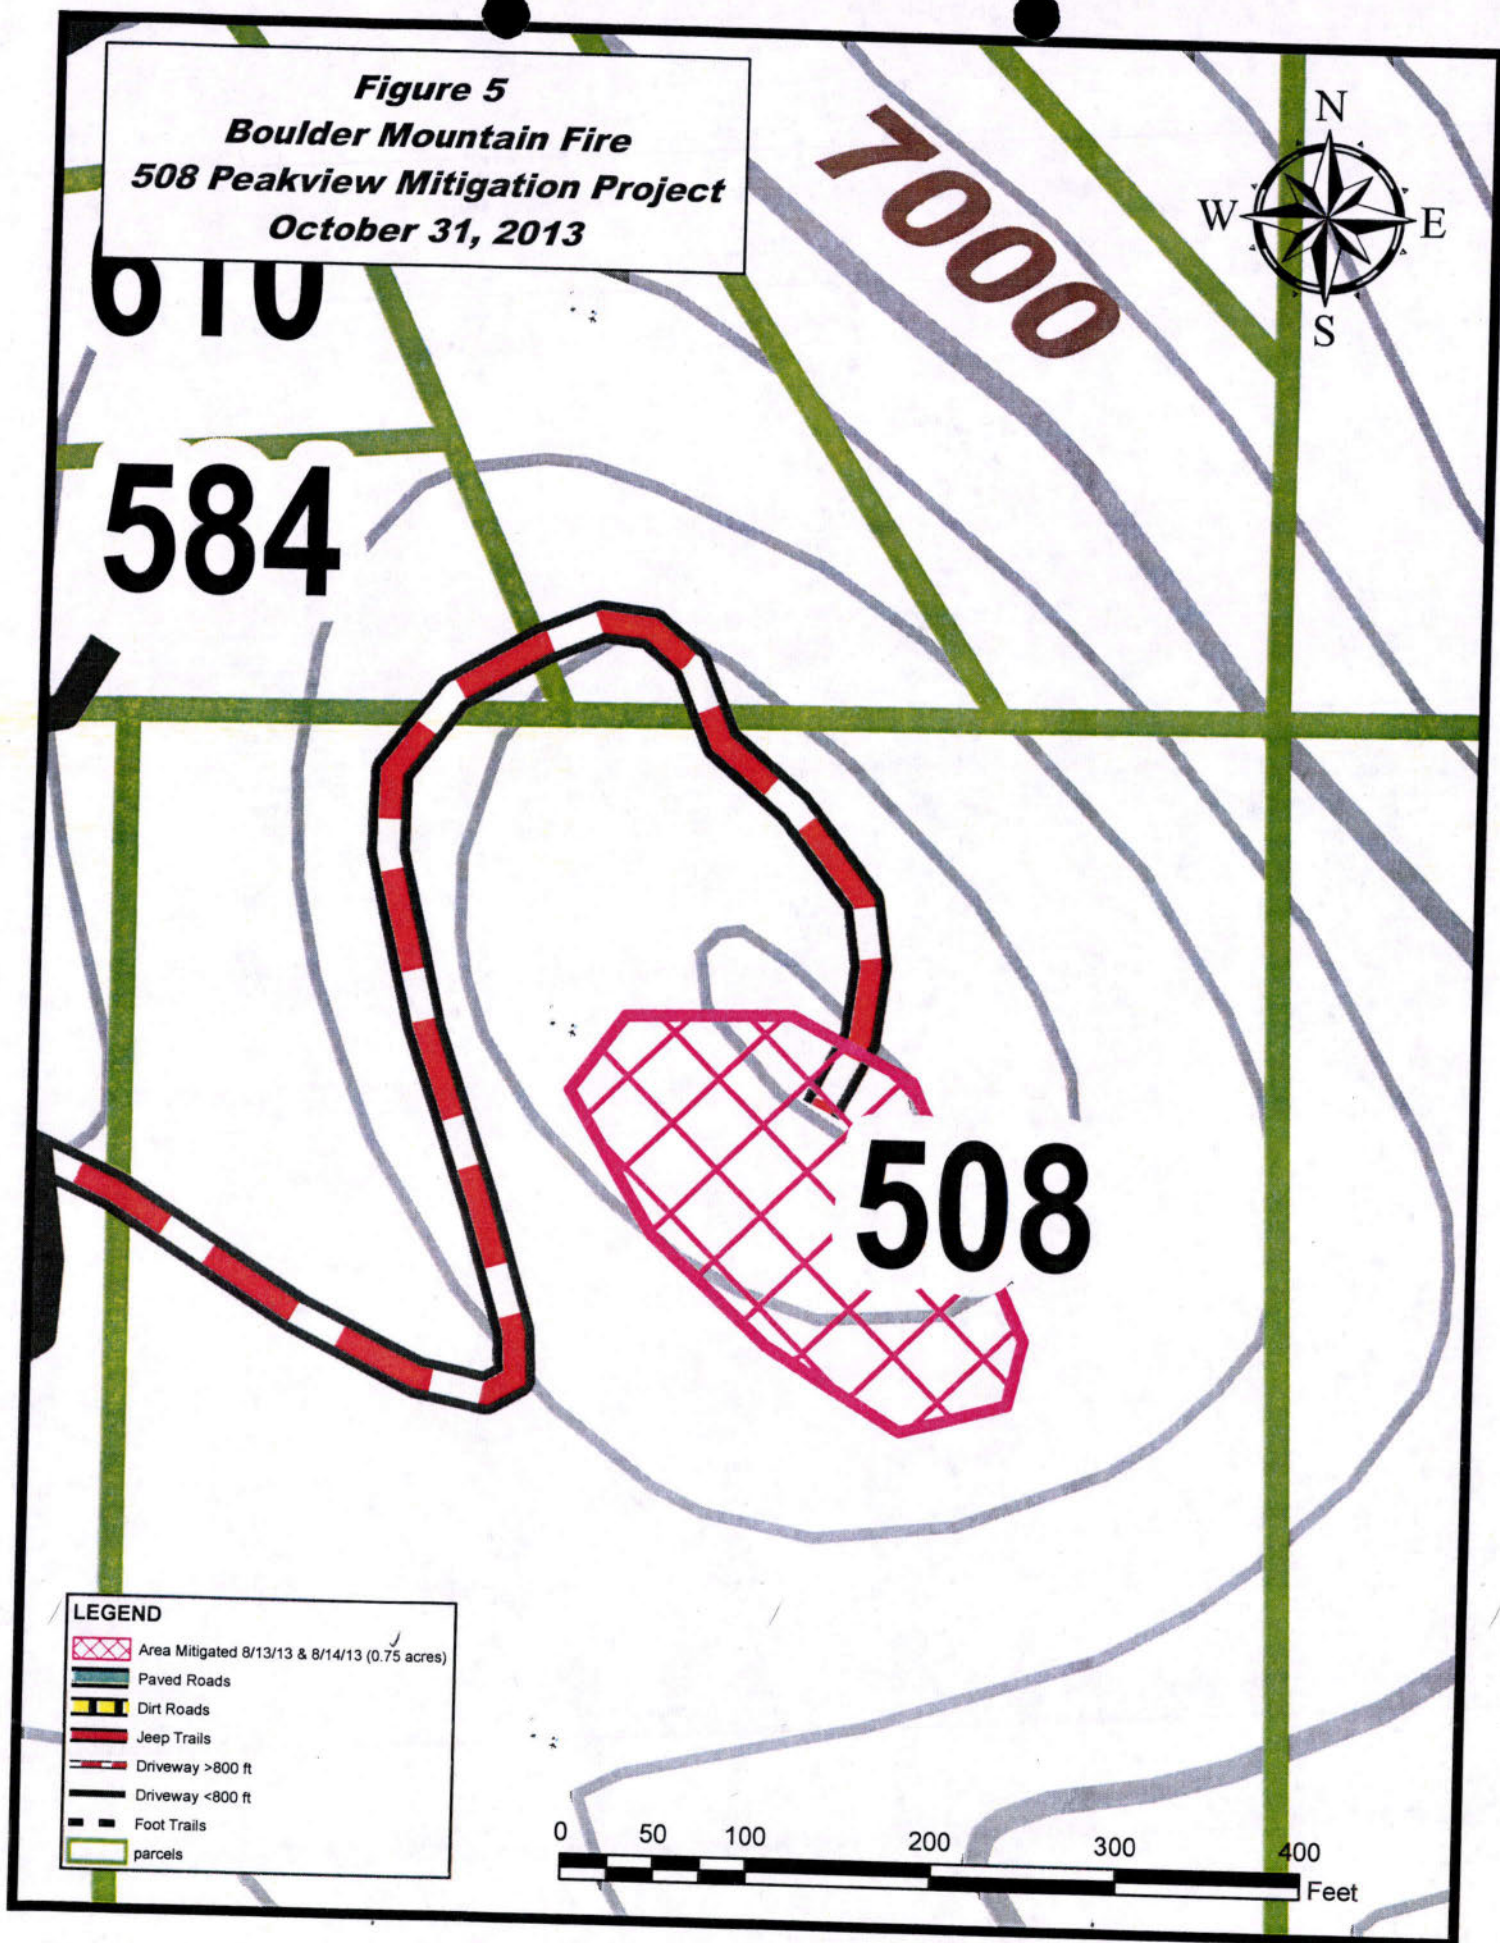 Figure 5
Boulder Mountain Fire
508 Peakview Mitigation Project
October 31, 2013
N
W
E
S
7000
610
584
508
LEGEND
Area Mitigated 8/13/13 & 8/14/13 (0.75 acres)
Paved Roads
Dirt Roads
Jeep Trails
Driveway >800 ft
Driveway <800 ft
Foot Trails
parcels
0 50 100 200 300 400
Feet